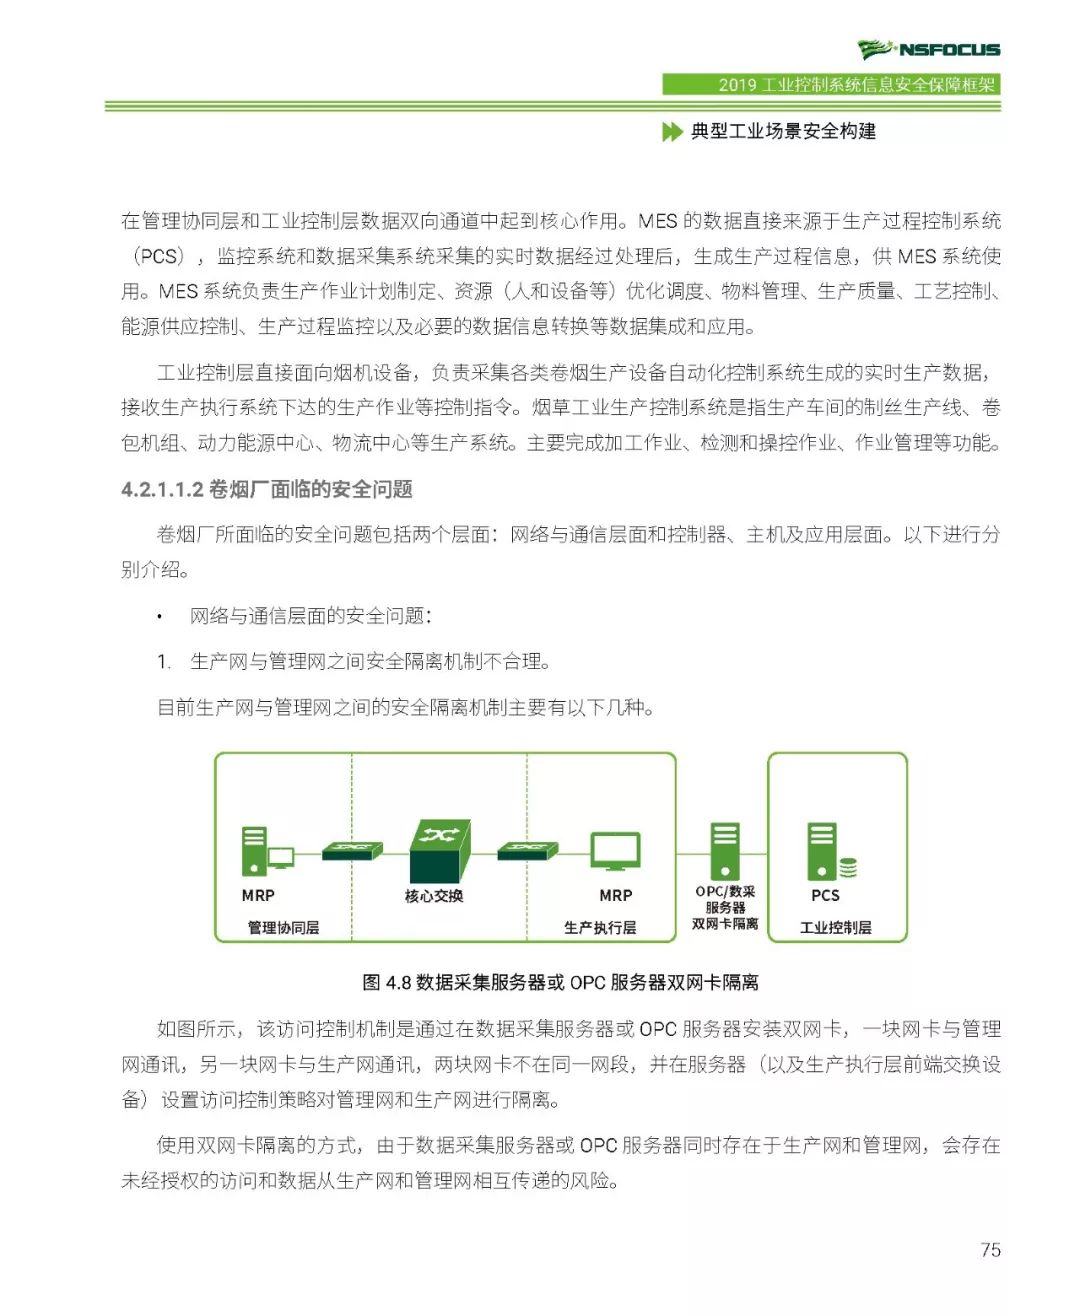 NSFOCUS
2019 工业控制系统信息安全保障框架
典型工业场景安全构建
在管理协同层和工业控制层数据双向通道中起到核心作用。MES 的数据直接来源于生产过程控制系统
（PCS），监控系统和数据采集系统采集的实时数据经过处理后，生成生产过程信息，供 MES 系统使
用。MES 系统负责生产作业计划制定、资源（人和设备等）优化调度、物料管理、生产质量、工艺控制、
能源供应控制、生产过程监控以及必要的数据信息转换等数据集成和应用。
工业控制层直接面向烟机设备，负责采集各类卷烟生产设备自动化控制系统生成的实时生产数据，
接收生产执行系统下达的生产作业等控制指令。烟草工业生产控制系统是指生产车间的制丝生产线、卷
包机组、动力能源中心、物流中心等生产系统。主要完成加工作业、检测和操控作业、作业管理等功能。
4.2.1.1.2 卷烟厂面临的安全问题
卷烟厂所面临的安全问题包括两个层面：网络与通信层面和控制器、主机及应用层面。以下进行分
别介绍。
• 网络与通信层面的安全问题：
1. 生产网与管理网之间安全隔离机制不合理。
目前生产网与管理网之间的安全隔离机制主要有以下几种。
MRP
管理协同层
核心交换
MRP
生产执行层
OPC/数采
服务器
双网卡隔离
PCS
工业控制层
图 4.8 数据采集服务器或 OPC 服务器双网卡隔离
如图所示，该访问控制机制是通过在数据采集服务器或 OPC 服务器安装双网卡，一块网卡与管理
网通讯，另一块网卡与生产网通讯，两块网卡不在同一网段，并在服务器（以及生产执行层前端交换设
备）设置访问控制策略对管理网和生产网进行隔离。
使用双网卡隔离的方式，由于数据采集服务器或 OPC 服务器同时存在于生产网和管理网，会存在
未经授权的访问和数据从生产网和管理网相互传递的风险。
75